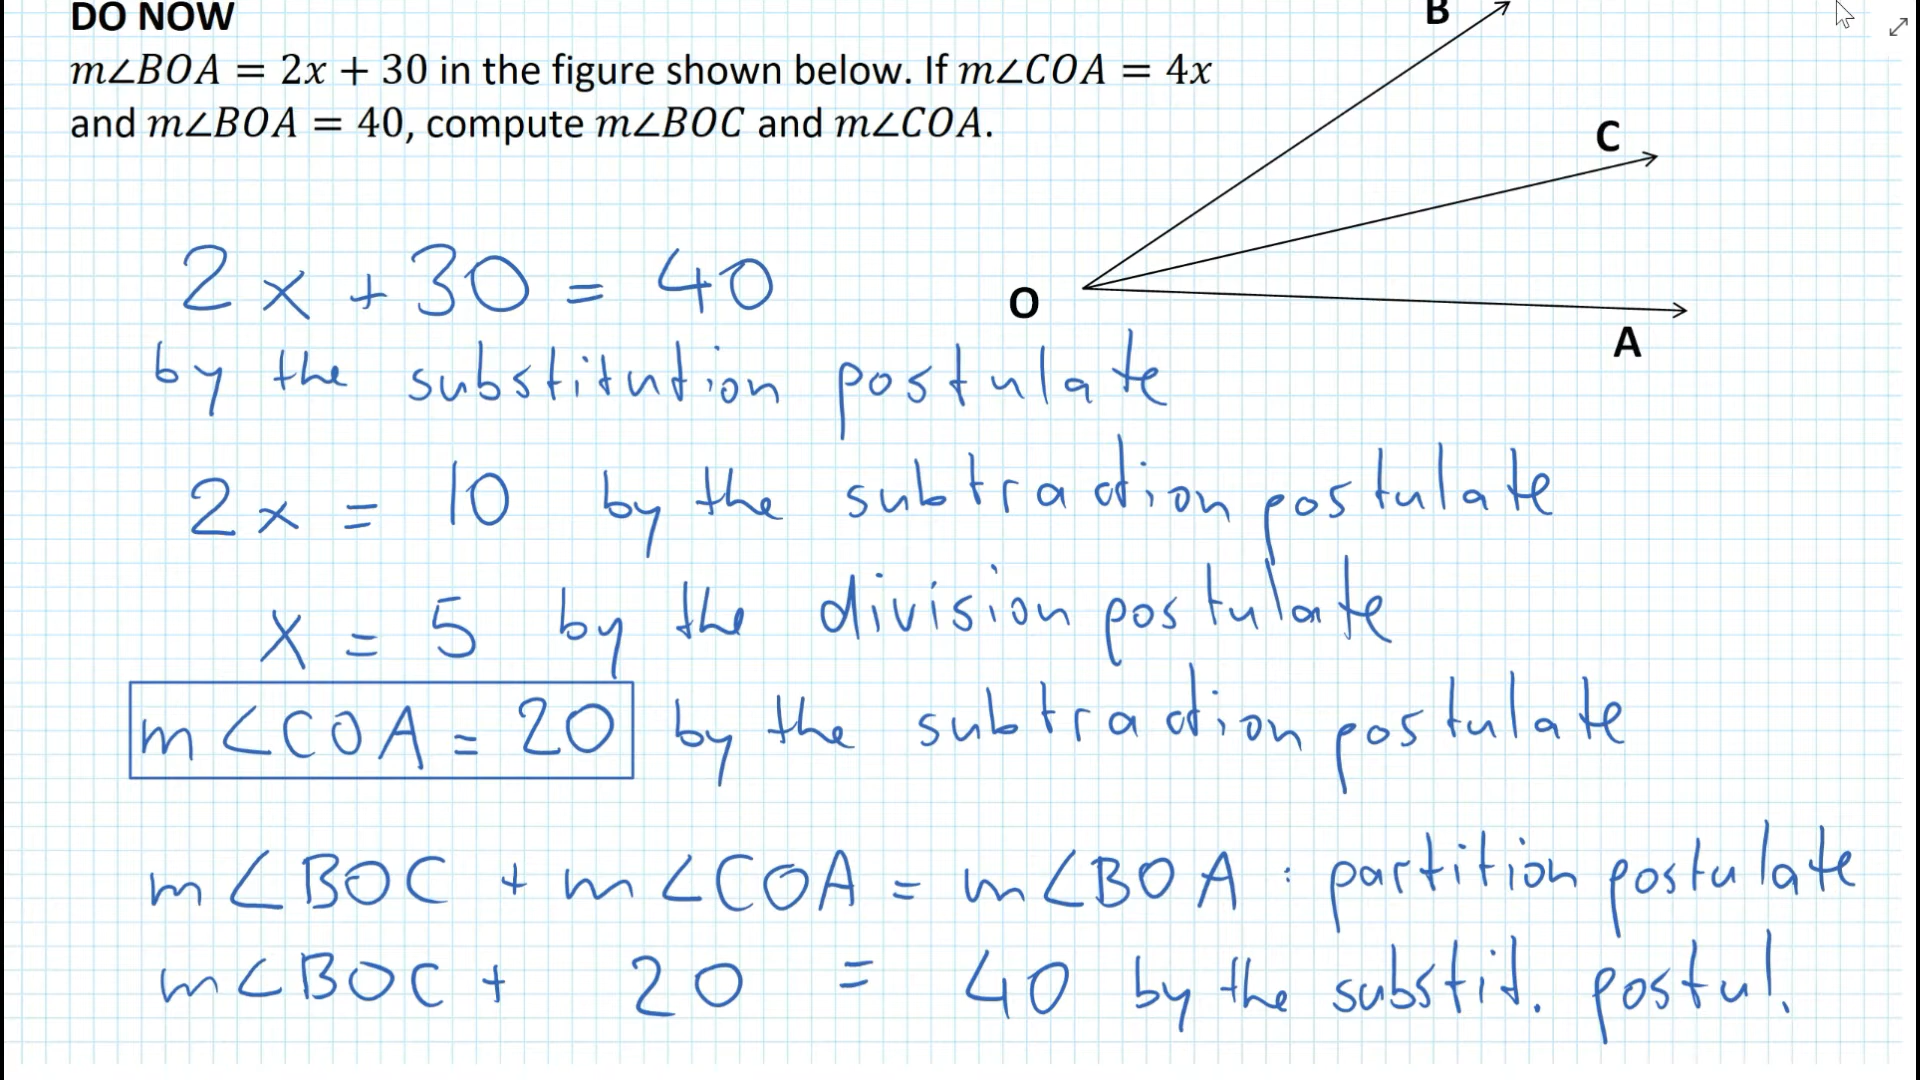 DO NOW
m∠BOA = 2x + 30 in the figure shown below. If m∠COA = 4x
and m∠BOA = 40, compute m∠BOC and m∠COA.
B
C
O
A
2x + 30 = 40
by the substitution postulate
2x = 10 by the subtraction postulate
x = 5 by the division postulate
m∠COA = 20 by the subtraction postulate
m∠BOC + m∠COA = m∠BOA : partition postulate
m∠BOC + 20 = 40 by the substit. postul.